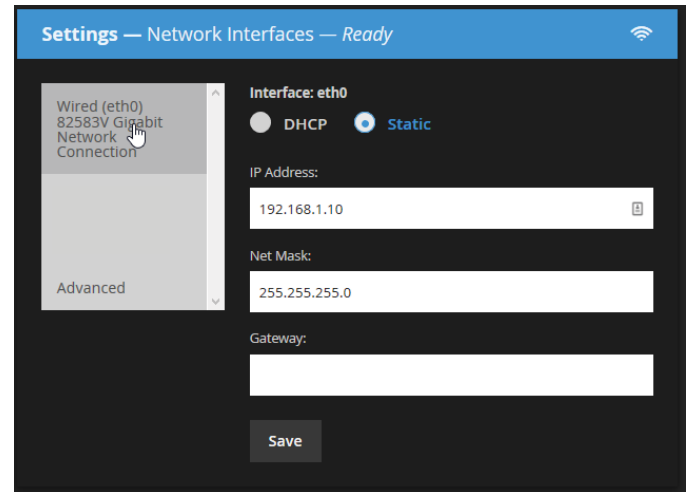 Settings — Network Interfaces — Ready
Wired (eth0)
82583V Gigabit
Network
Connection
Advanced
Interface: eth0
DHCP
Static
IP Address:
192.168.1.10
Net Mask:
255.255.255.0
Gateway:
Save